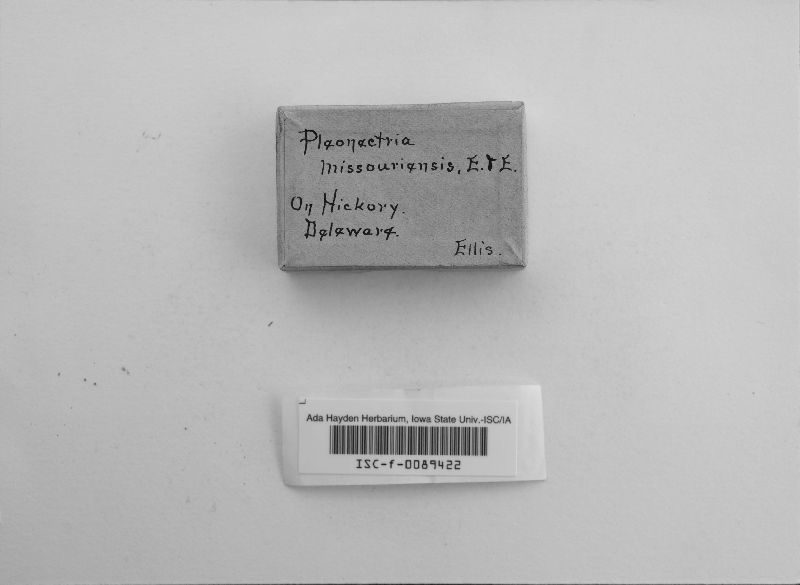 Pleonectria
missouriensis, E. & E.
On Hickory.
Delaware.
Ellis.
Ada Hayden Herbarium, Iowa State Univ.-ISC/IA
ISC-f-0089422